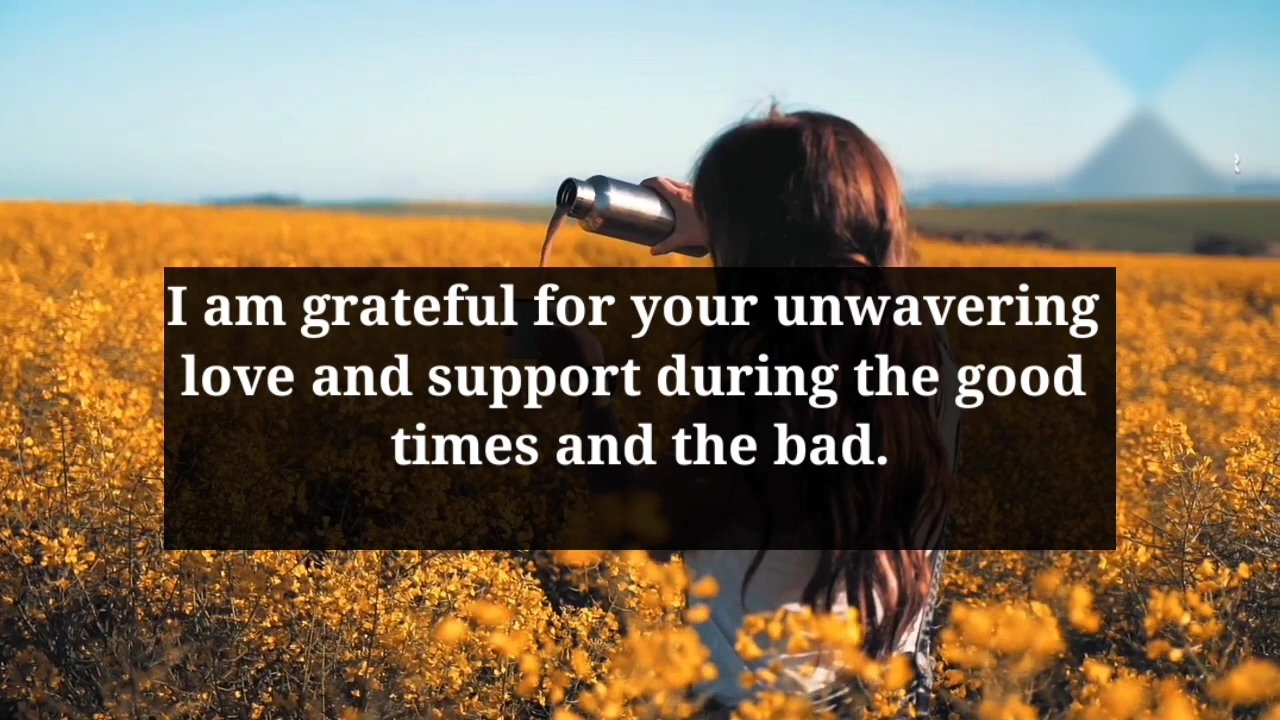 I am grateful for your unwavering
love and support during the good
times and the bad.